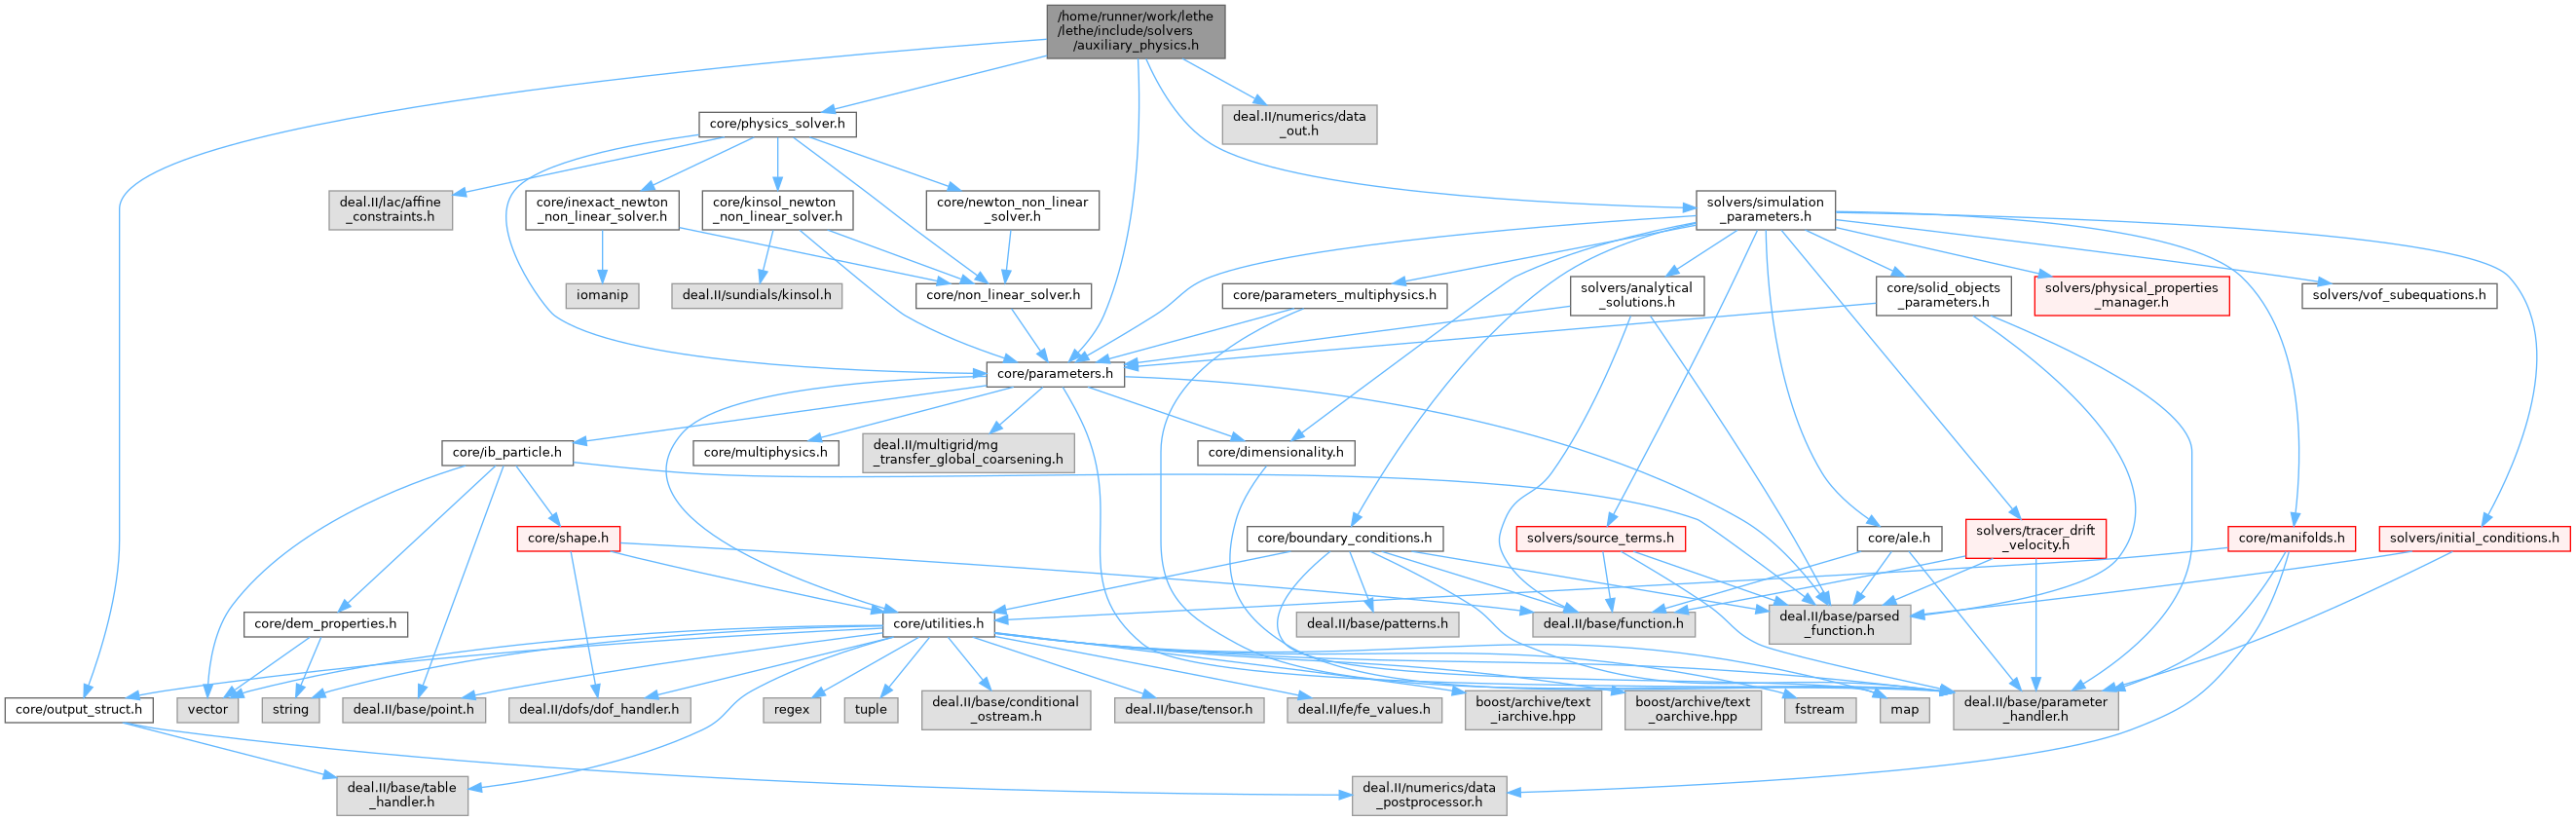 /home/runner/work/lethe
/lethe/include/solvers
/auxiliary_physics.h
core/physics_solver.h
deal.II/numerics/data
_out.h
deal.II/lac/affine
_constraints.h
core/inexact_newton
_non_linear_solver.h
core/kinsol_newton
_non_linear_solver.h
core/newton_non_linear
_solver.h
solvers/simulation
_parameters.h
iomanip
deal.II/sundials/kinsol.h
core/non_linear_solver.h
core/parameters_multiphysics.h
solvers/analytical
_solutions.h
core/solid_objects
_parameters.h
solvers/physical_properties
_manager.h
solvers/vof_subequations.h
core/parameters.h
core/ib_particle.h
core/multiphysics.h
deal.II/multigrid/mg
_transfer_global_coarsening.h
core/dimensionality.h
core/shape.h
core/boundary_conditions.h
solvers/source_terms.h
core/ale.h
solvers/tracer_drift
_velocity.h
core/manifolds.h
solvers/initial_conditions.h
core/dem_properties.h
core/utilities.h
deal.II/base/patterns.h
deal.II/base/function.h
deal.II/base/parsed
_function.h
core/output_struct.h
vector
string
deal.II/base/point.h
deal.II/dofs/dof_handler.h
regex
tuple
deal.II/base/conditional
_ostream.h
deal.II/base/tensor.h
deal.II/fe/fe_values.h
boost/archive/text
_iarchive.hpp
boost/archive/text
_oarchive.hpp
fstream
map
deal.II/base/parameter
_handler.h
deal.II/base/table
_handler.h
deal.II/numerics/data
_postprocessor.h